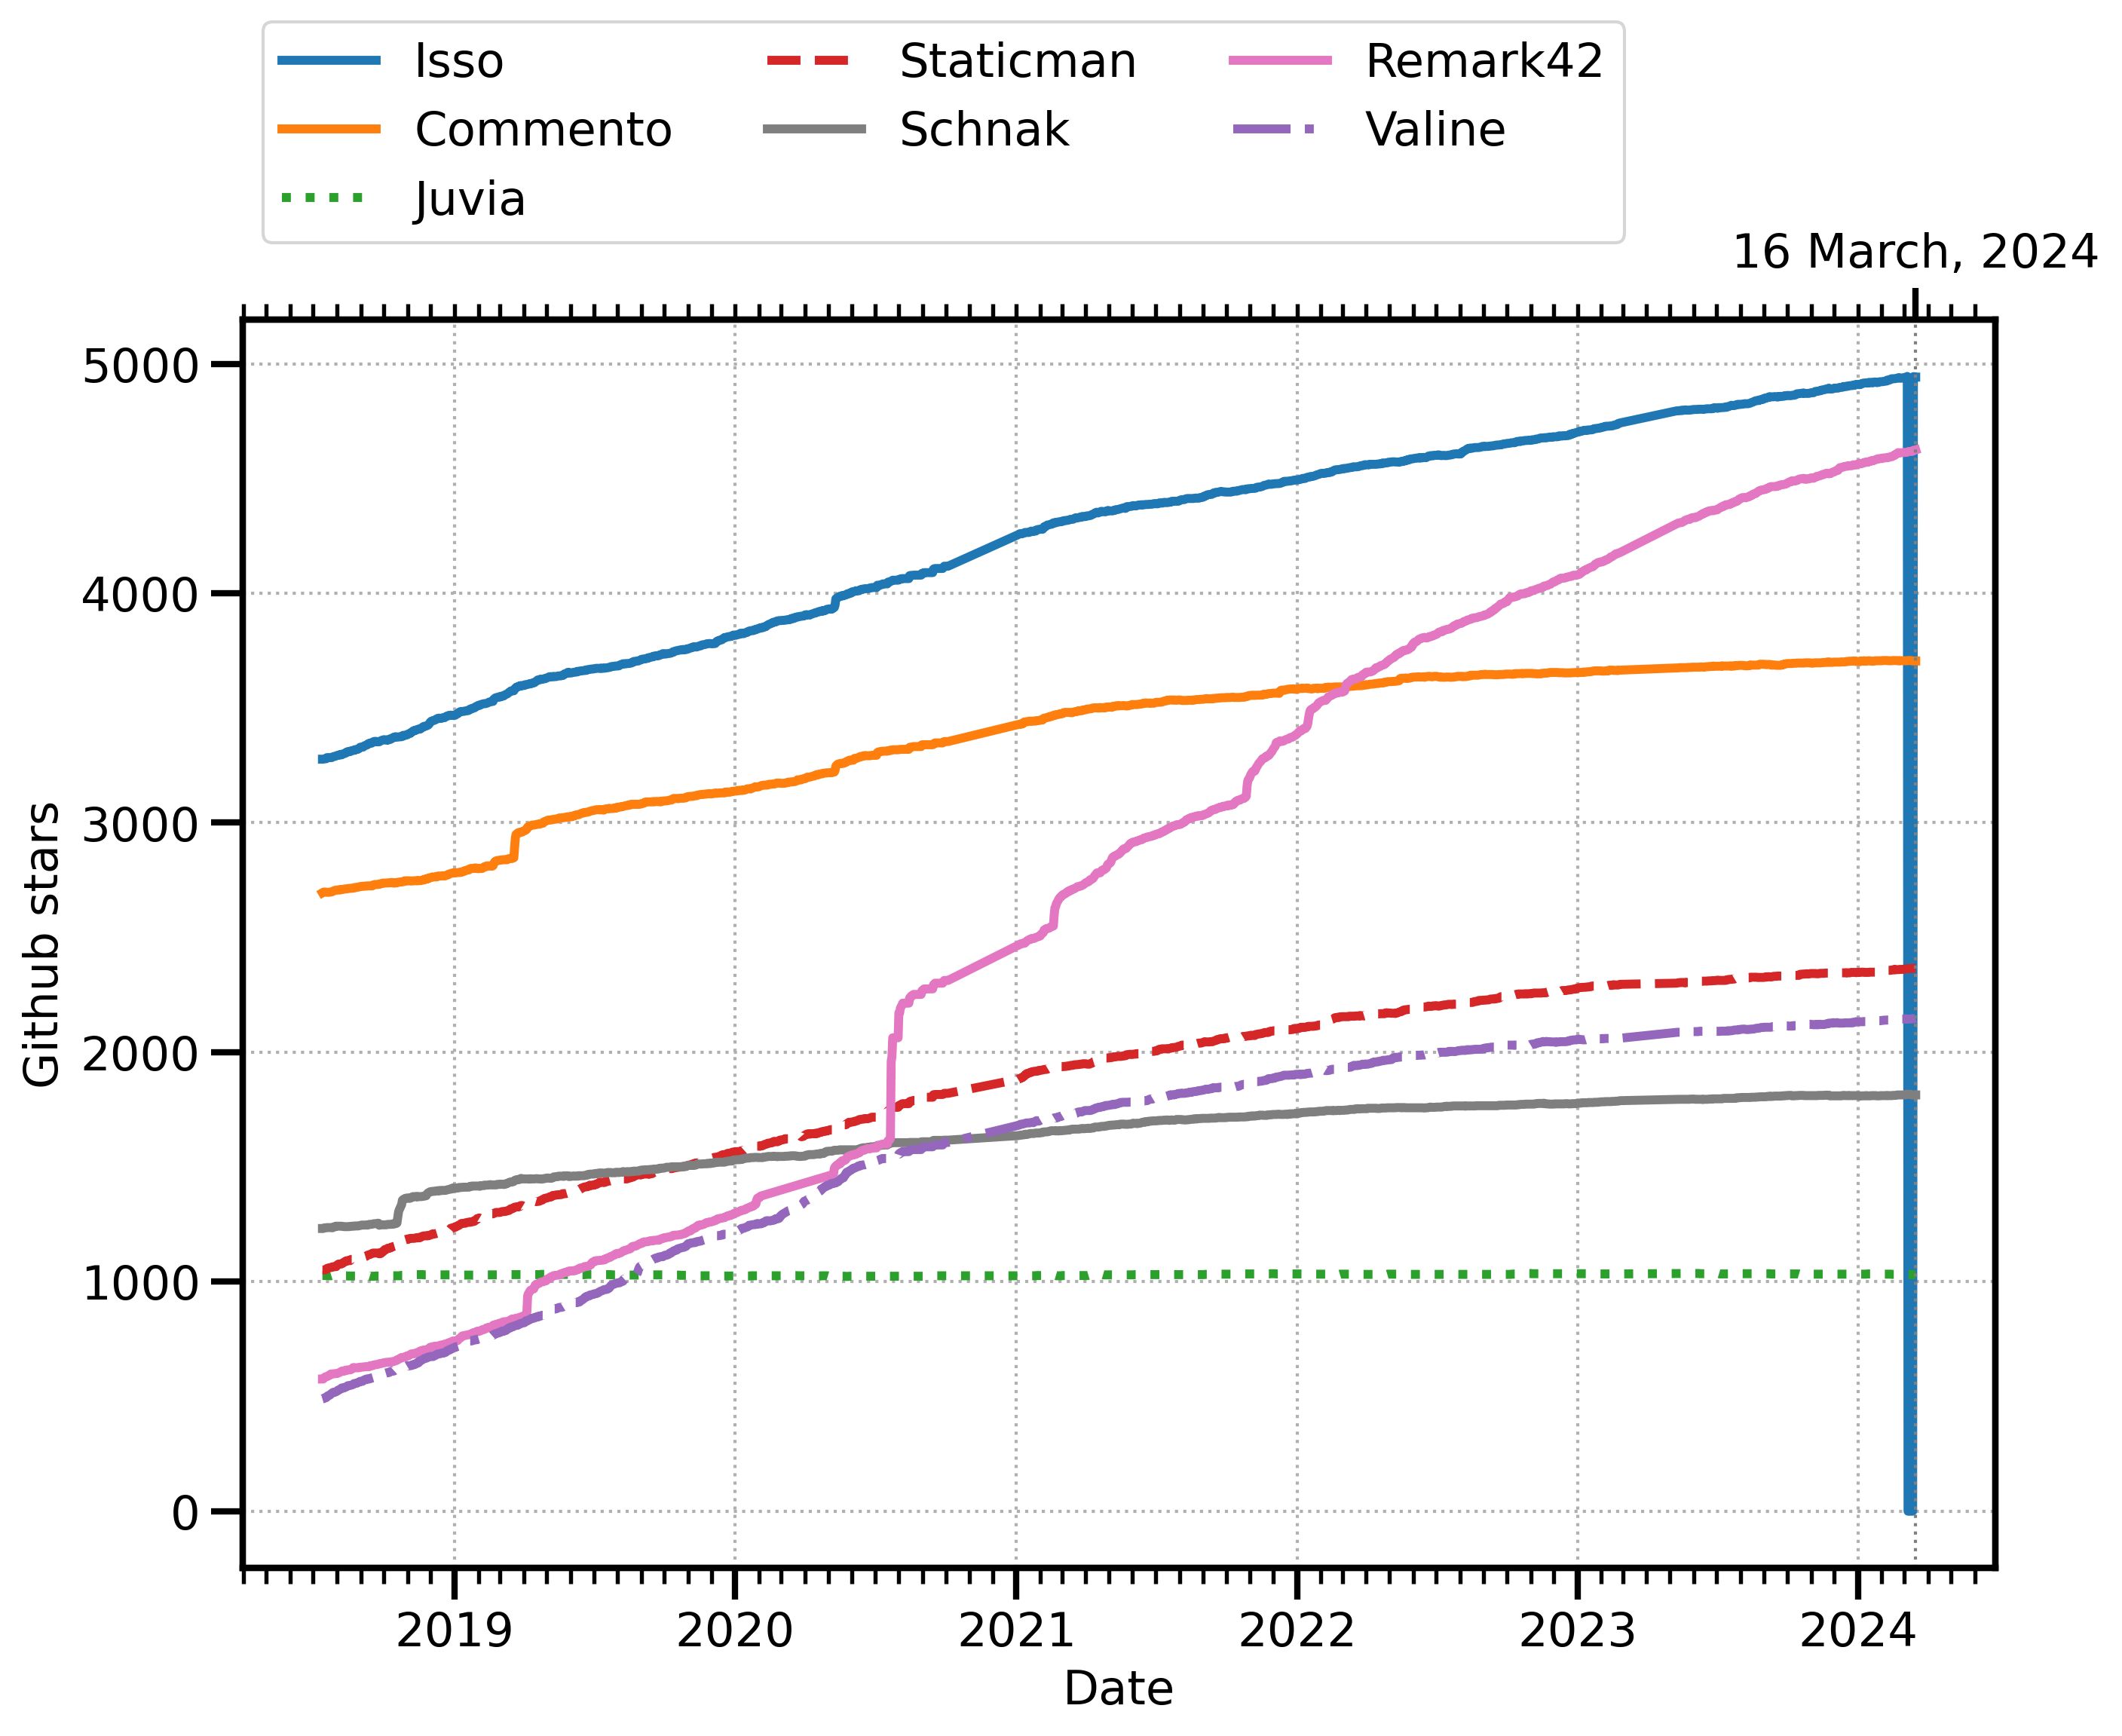 Isso
Commento
Juvia
Staticman
Schnak
Remark42
Valine
16 March, 2024
5000
4000
3000
2000
1000
0
Github stars
2019
2020
2021
2022
2023
2024
Date